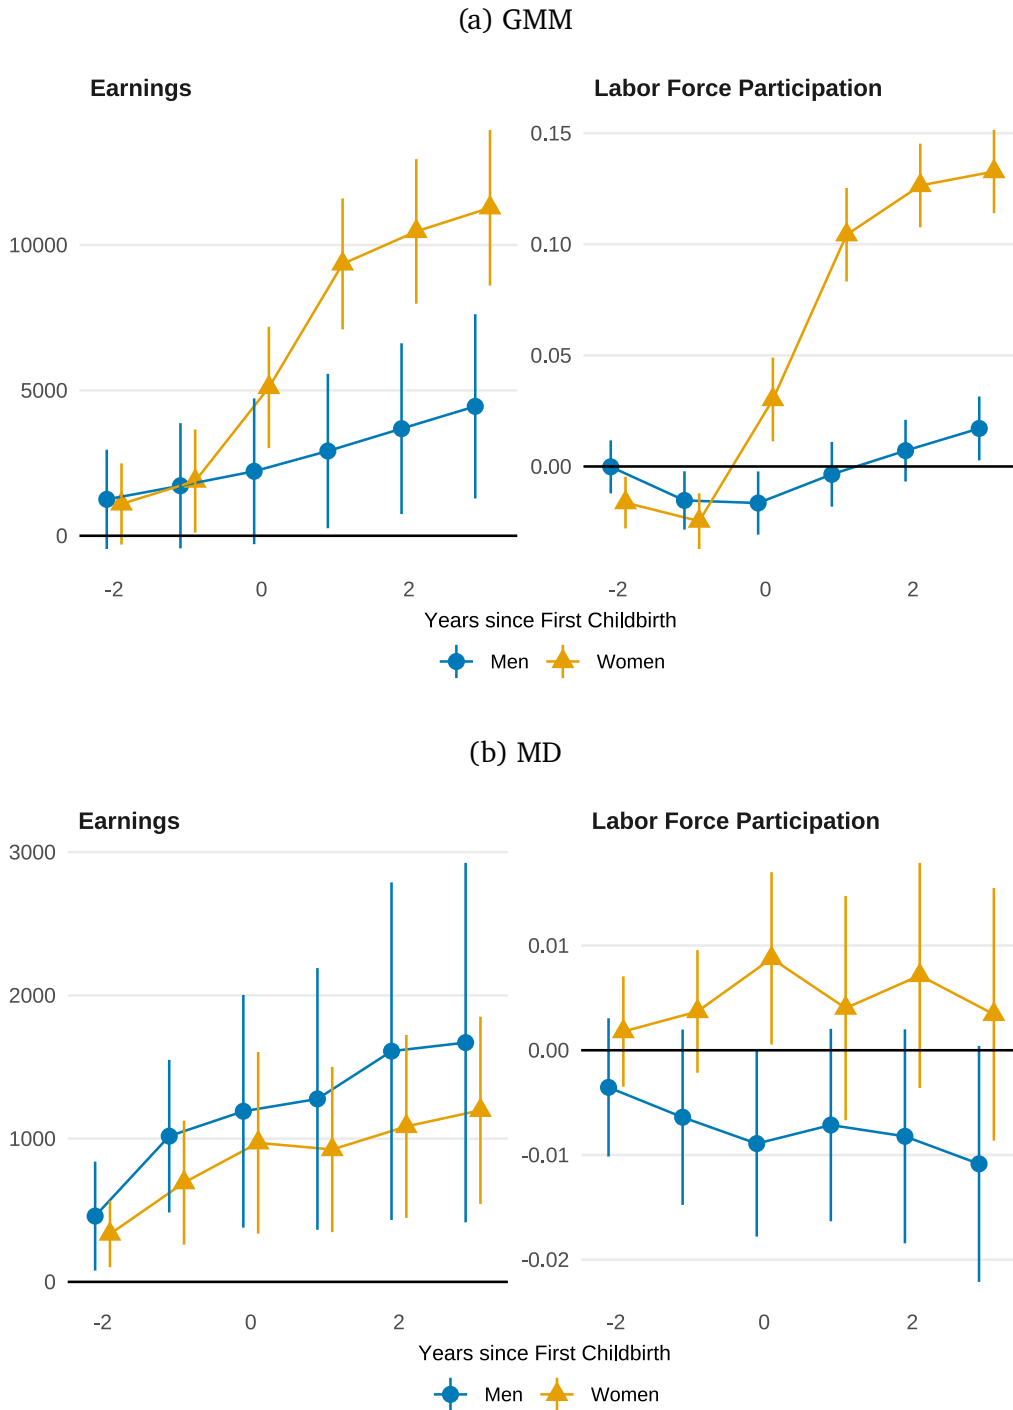 (a) GMM
Earnings
Labor Force Participation
0.15
0.10
10000
0.05
5000
0.00
0
-2 0 2
-2 0 2
Years since First Childbirth
Men Women
(b) MD
Earnings
Labor Force Participation
3000
0.01
2000
0.00
1000
-0.01
-0.02
0
-2 0 2
-2 0 2
Years since First Childbirth
Men Women